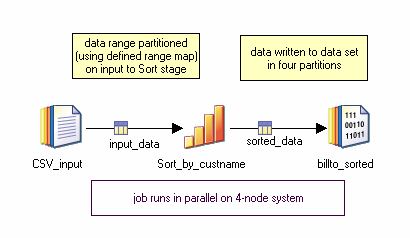 data range partitioned
(using defined range map)
on input to Sort stage
data written to data set
in four partitions
111
00110
11011
input_data
sorted_data
CSV_input
Sort_by_custname
billto_sorted
job runs in parallel on 4-node system